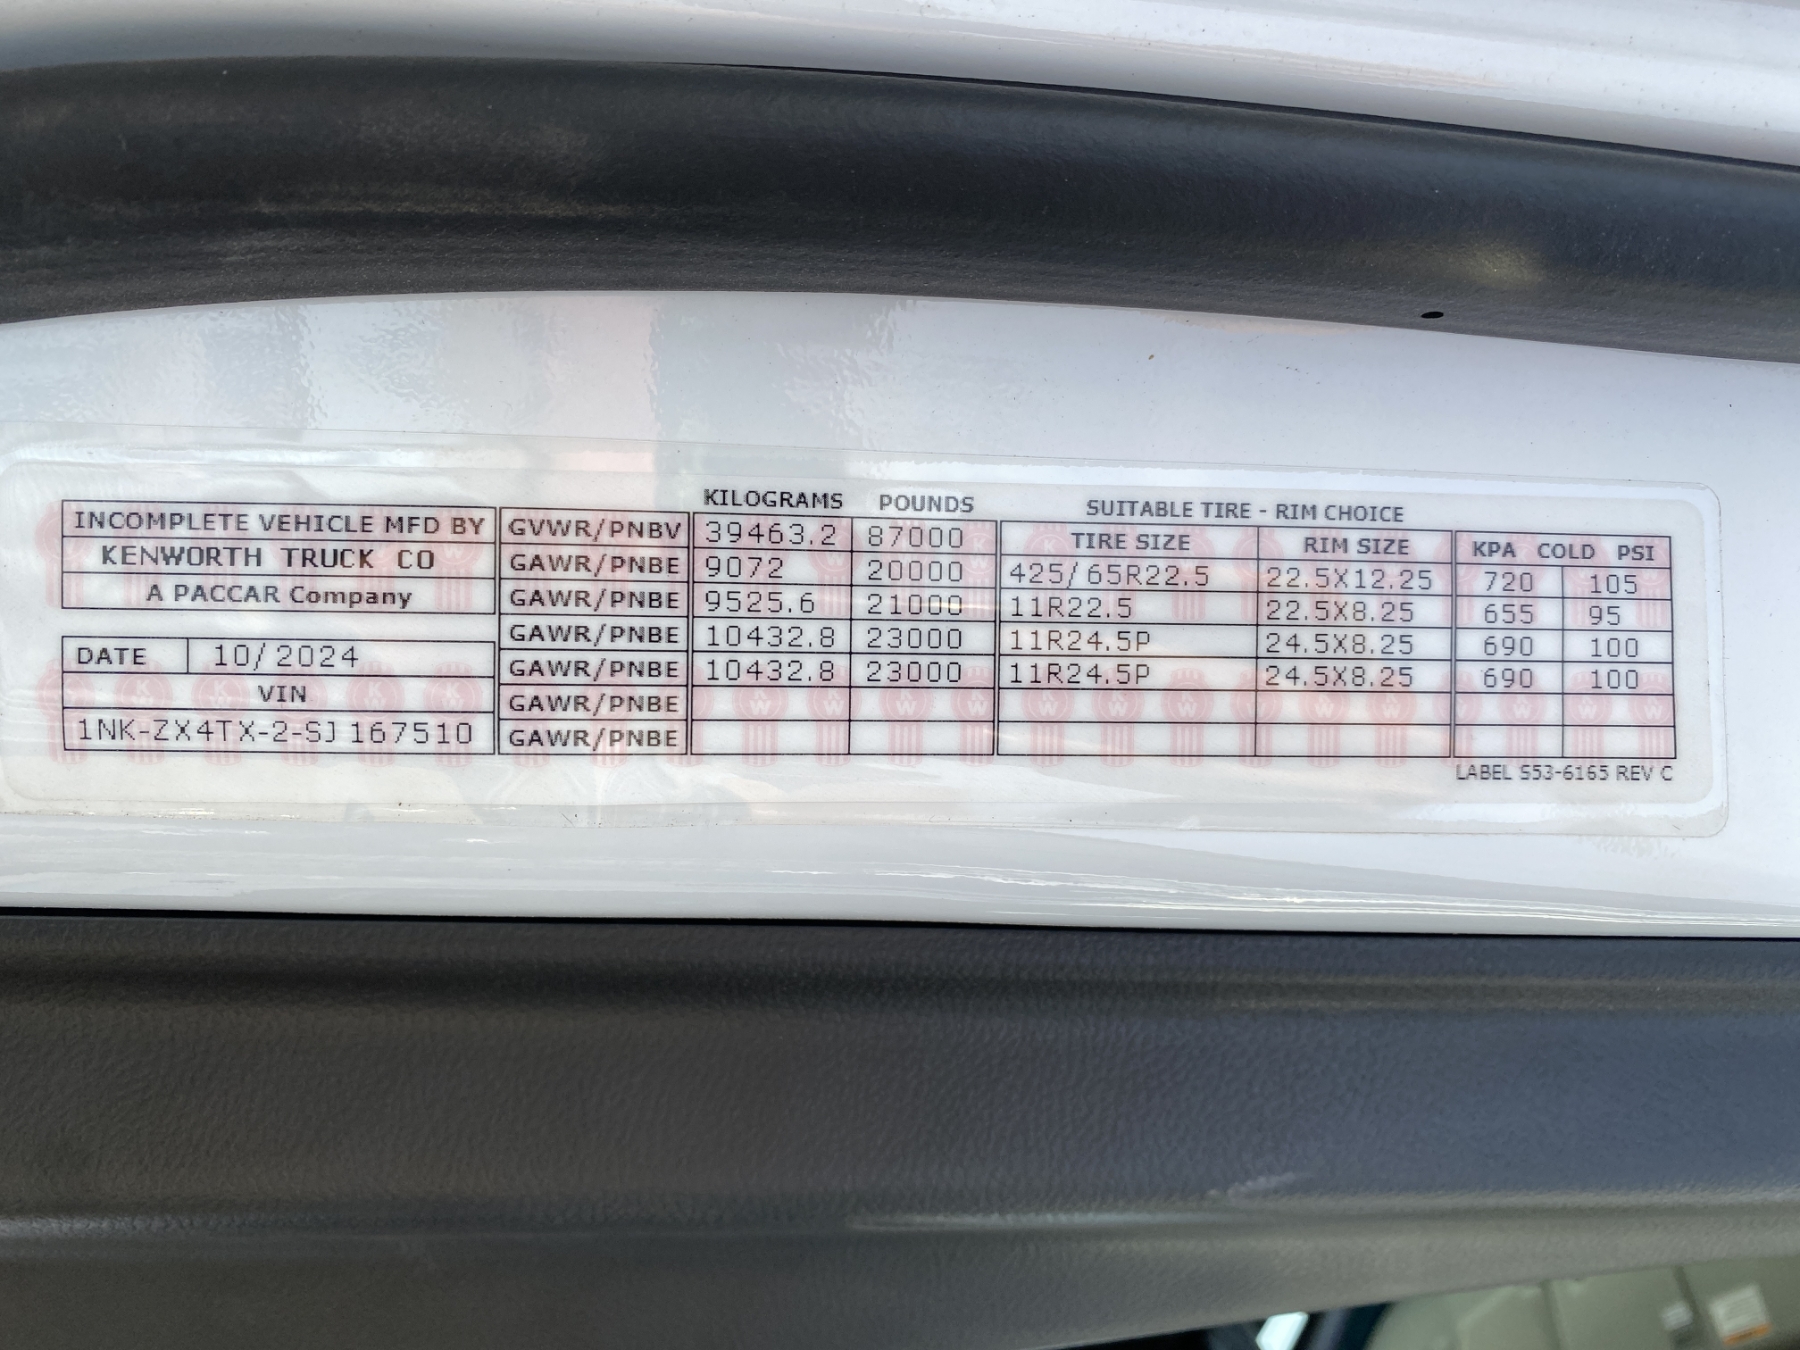 KILOGRAMS POUNDS SUITABLE TIRE - RIM CHOICE
INCOMPLETE VEHICLE MFD BY
KENWORTH TRUCK CO
A PACCAR Company
DATE 10/2024
VIN
1NK-ZX4TX-2-SJ167510
GVWR/PNBV 39463.2 87000 TIRE SIZE RIM SIZE KPA COLD PSI
GAWR/PNBE 9072 20000 425/65R22.5 22.5X12.25 720 105
GAWR/PNBE 9525.6 21000 11R22.5 22.5X8.25 655 95
GAWR/PNBE 10432.8 23000 11R24.5P 24.5X8.25 690 100
GAWR/PNBE 10432.8 23000 11R24.5P 24.5X8.25 690 100
GAWR/PNBE
GAWR/PNBE
LABEL S53-6165 REV C